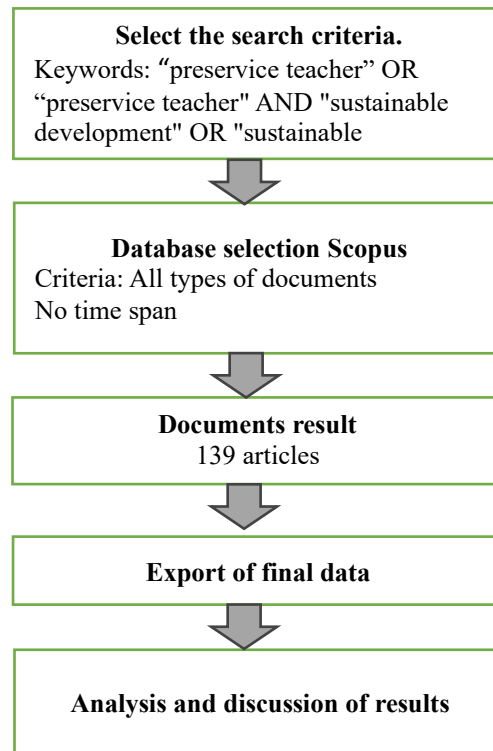 Select the search criteria.
Keywords: “preservice teacher” OR
“preservice teacher" AND "sustainable
development" OR "sustainable
Database selection Scopus
Criteria: All types of documents
No time span
Documents result
139 articles
Export of final data
Analysis and discussion of results